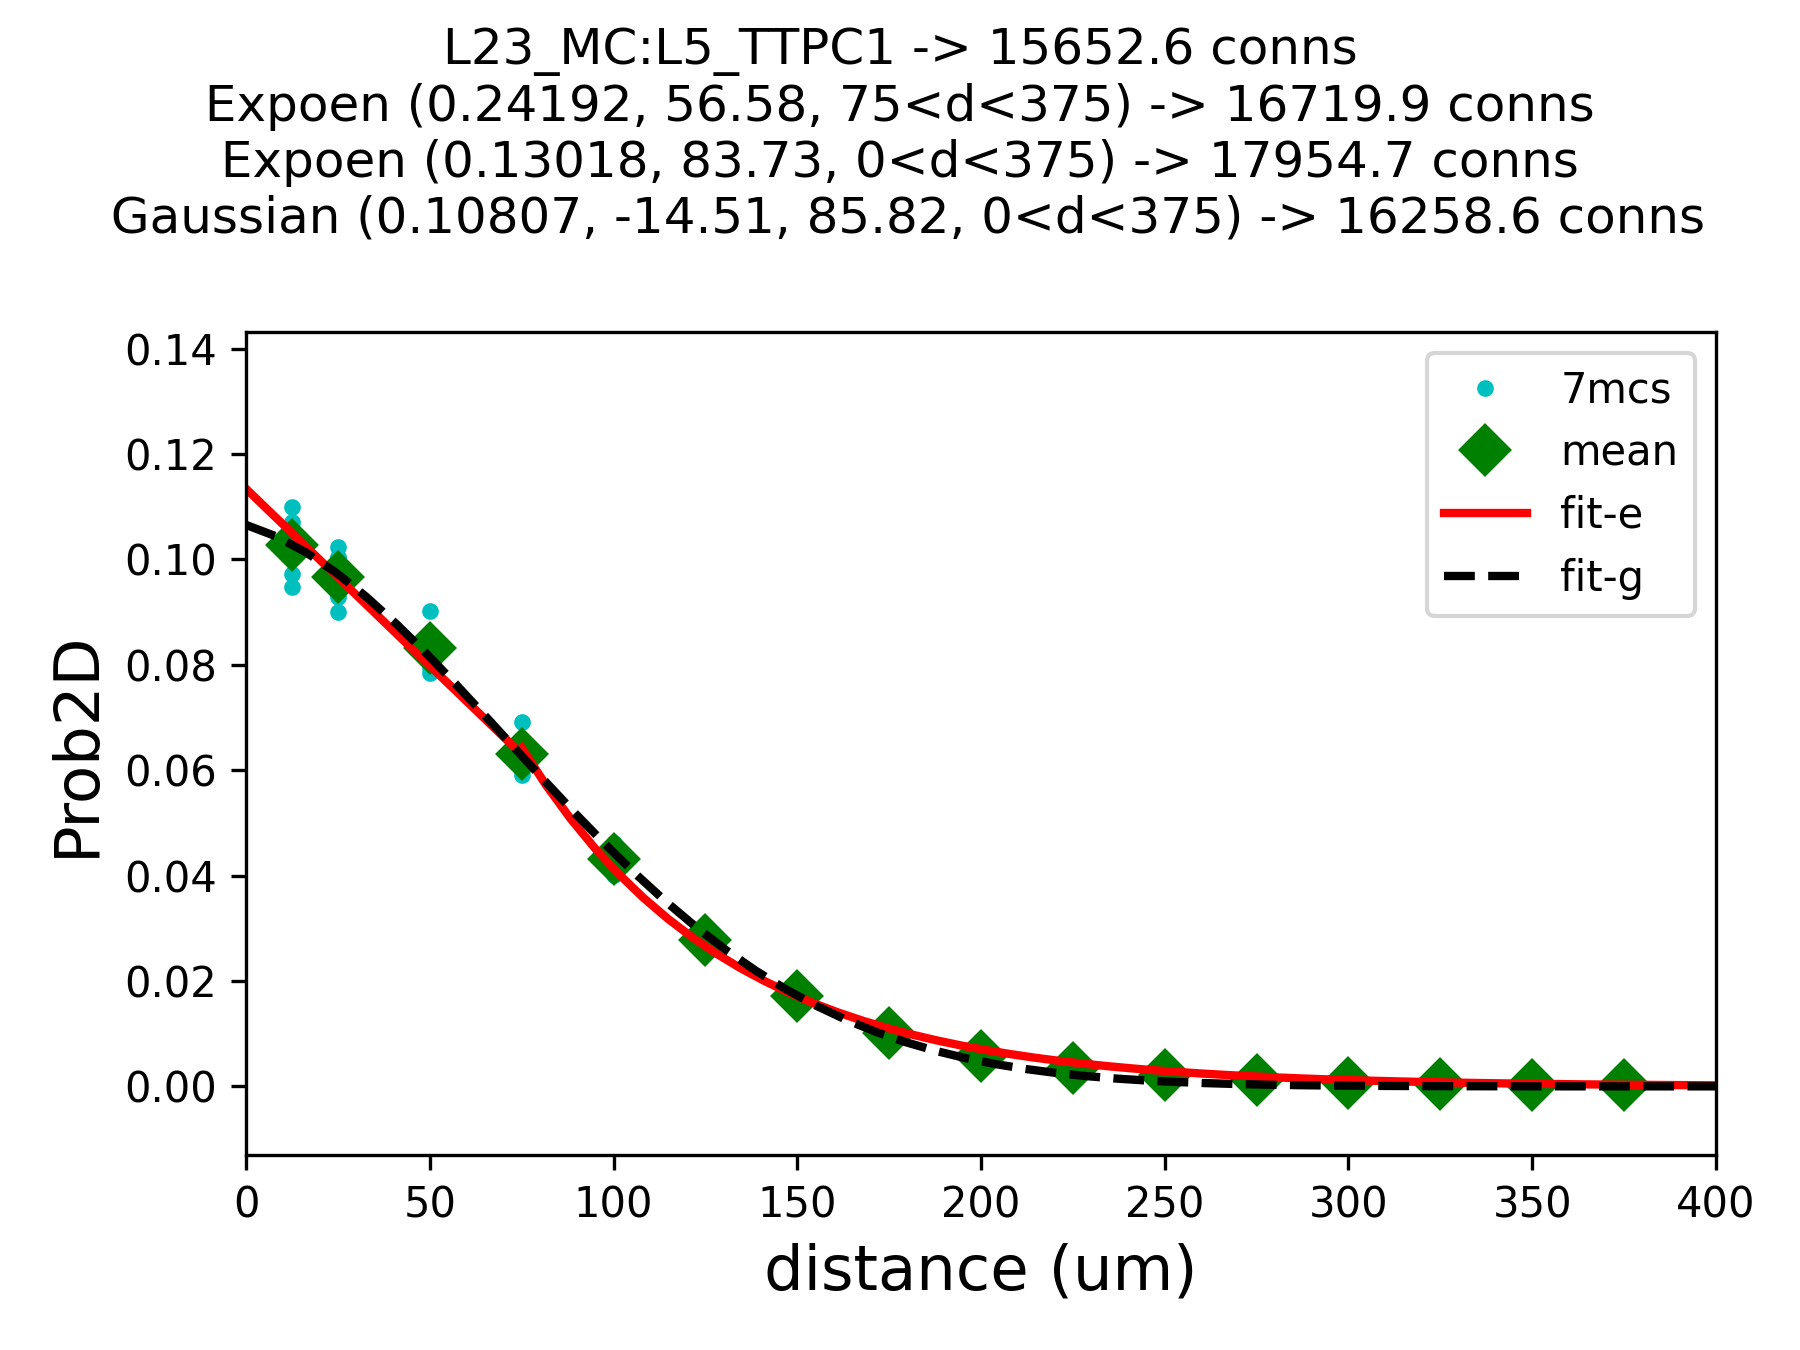 L23_MC:L5_TTPC1 -> 15652.6 conns
Expoen (0.24192, 56.58, 75<d<375) -> 16719.9 conns
Expoen (0.13018, 83.73, 0<d<375) -> 17954.7 conns
Gaussian (0.10807, -14.51, 85.82, 0<d<375) -> 16258.6 conns
0.14
0.12
0.10
0.08
0.06
0.04
0.02
0.00
Prob2D
7mcs
mean
fit-e
fit-g
0 50 100 150 200 250 300 350 400
distance (um)